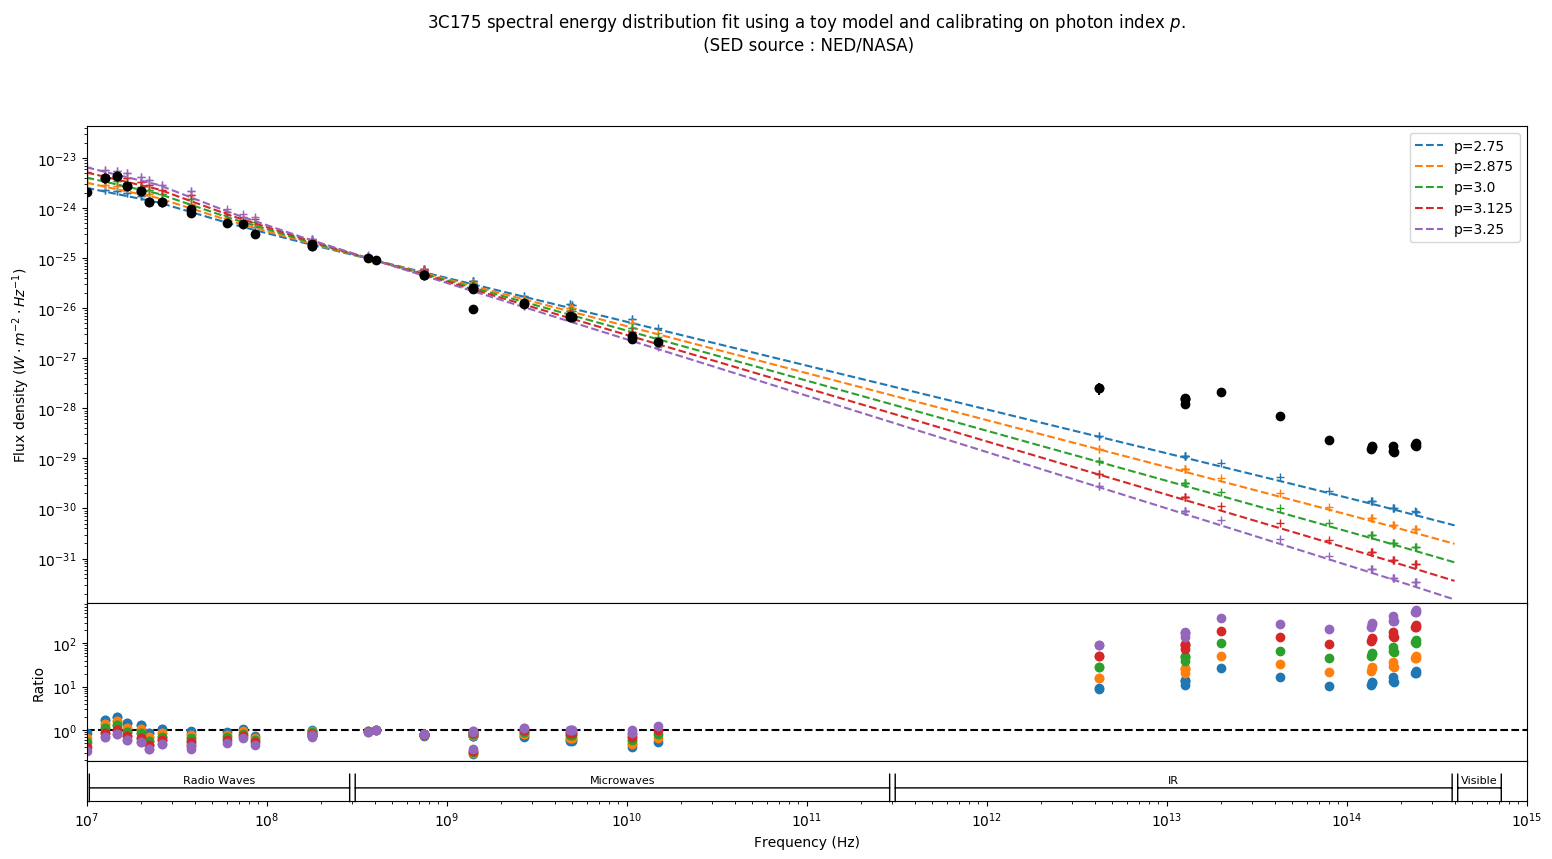 3C175 spectral energy distribution fit using a toy model and calibrating on photon index p.
(SED source : NED/NASA)
p=2.75
p=2.875
p=3.0
p=3.125
p=3.25
Flux density (W · m⁻² · Hz⁻¹)
10⁻²³
10⁻²⁴
10⁻²⁵
10⁻²⁶
10⁻²⁷
10⁻²⁸
10⁻²⁹
10⁻³⁰
10⁻³¹
Ratio
10²
10¹
10⁰
Radio Waves Microwaves IR Visible
10⁷ 10⁸ 10⁹ 10¹⁰ 10¹¹ 10¹² 10¹³ 10¹⁴ 10¹⁵
Frequency (Hz)